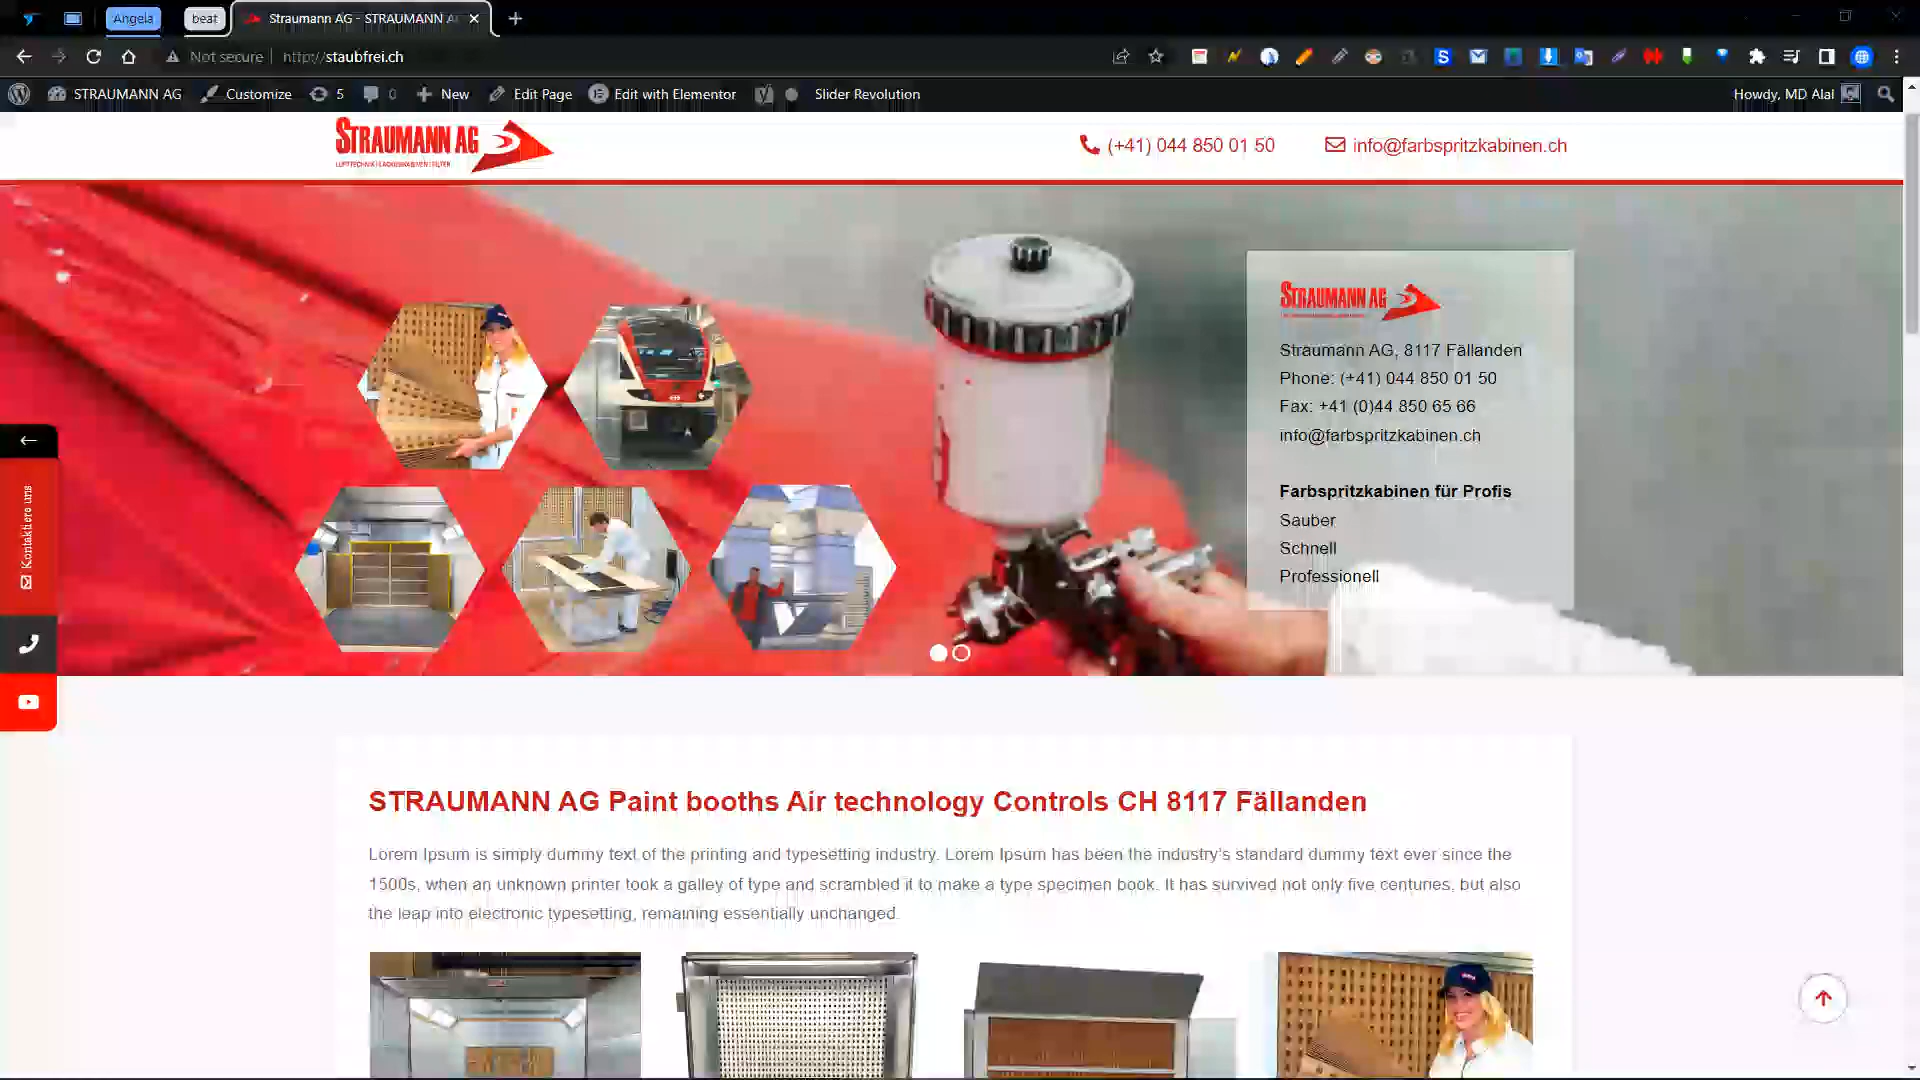 Angela
beat
Straumann AG - STRAUMANN A
Not secure
http://staubfrei.ch
STRAUMANN AG
Customize
5
0
New
Edit Page
Edit with Elementor
Slider Revolution
Howdy, MD Alal
STRAUMANN AG
(+41) 044 850 01 50
info@farbspritzkabinen.ch
STRAUMANN AG
Straumann AG, 8117 Fällanden
Phone: (+41) 044 850 01 50
Fax: +41 (0)44 850 65 66
info@farbspritzkabinen.ch
Farbspritzkabinen für Profis
Sauber
Schnell
Professionell
Kontaktiere uns
STRAUMANN AG Paint booths Air technology Controls CH 8117 Fällanden
Lorem Ipsum is simply dummy text of the printing and typesetting industry. Lorem Ipsum has been the industry's standard dummy text ever since the
1500s, when an unknown printer took a galley of type and scrambled it to make a type specimen book. It has survived not only five centuries, but also
the leap into electronic typesetting, remaining essentially unchanged.